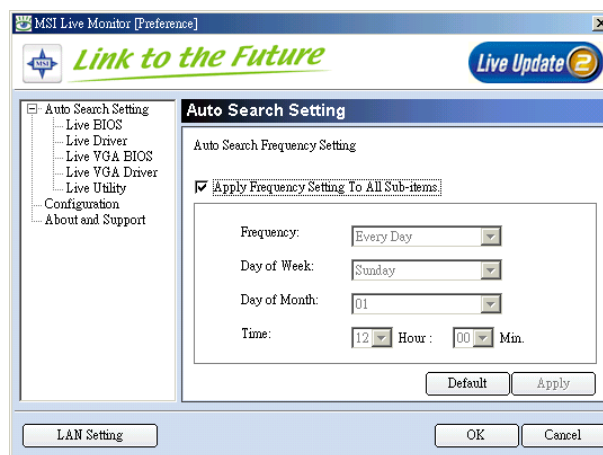 MSI Live Monitor [Preference]
MSI
Link to the Future
Live Update 2
Auto Search Setting
Live BIOS
Live Driver
Live VGA BIOS
Live VGA Driver
Live Utility
Configuration
About and Support
Auto Search Setting
Auto Search Frequency Setting
Apply Frequency Setting To All Sub-items.
Frequency: Every Day
Day of Week: Sunday
Day of Month: 01
Time: 12 Hour : 00 Min.
Default Apply
LAN Setting OK Cancel